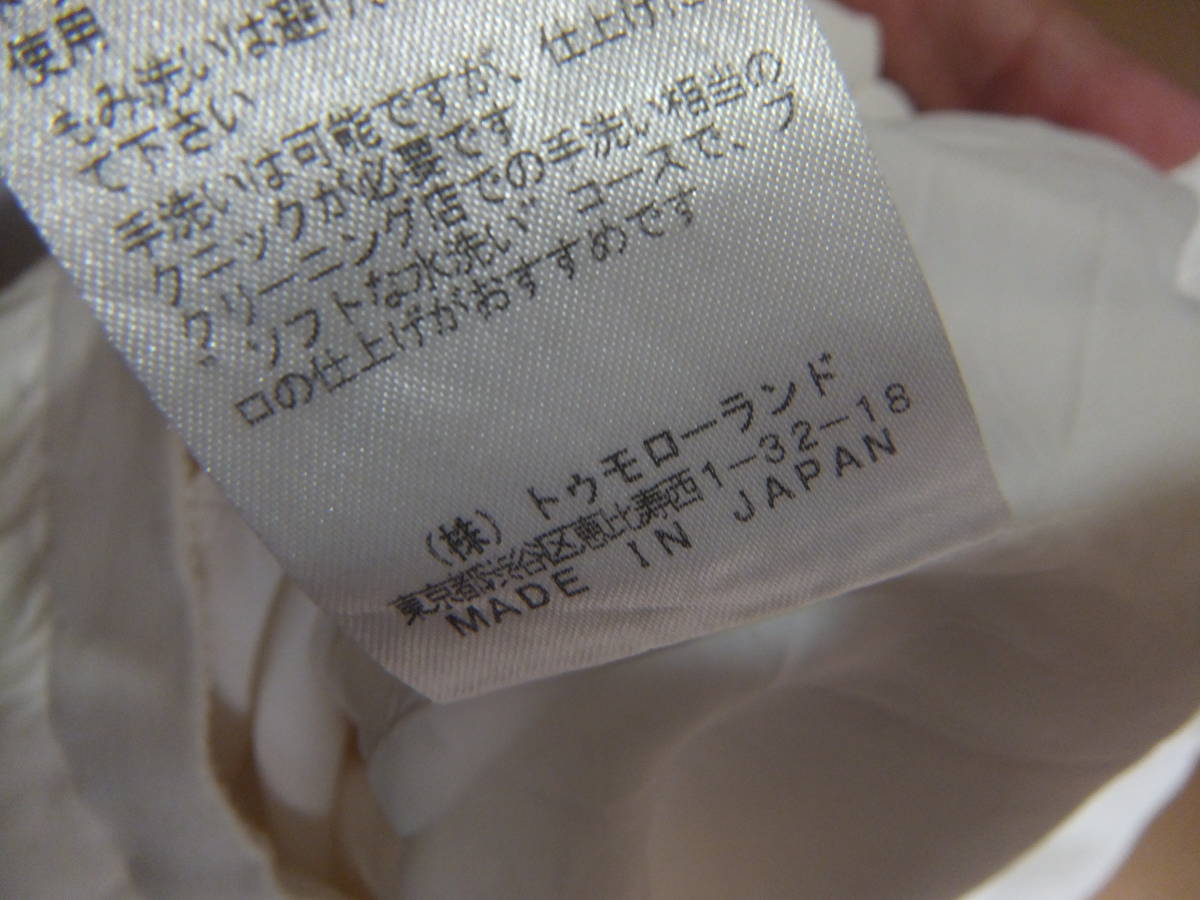 使用
もみ洗いは避け
て下さい
手洗いは可能ですが、仕上げに
クニックが必要です
クリーニング店での手洗い相当の
〝ソフトな水洗い〟コースで、プ
ロの仕上げがおすすめです
(株)トゥモローランド
東京都渋谷区恵比寿西1-32-18
MADE IN JAPAN